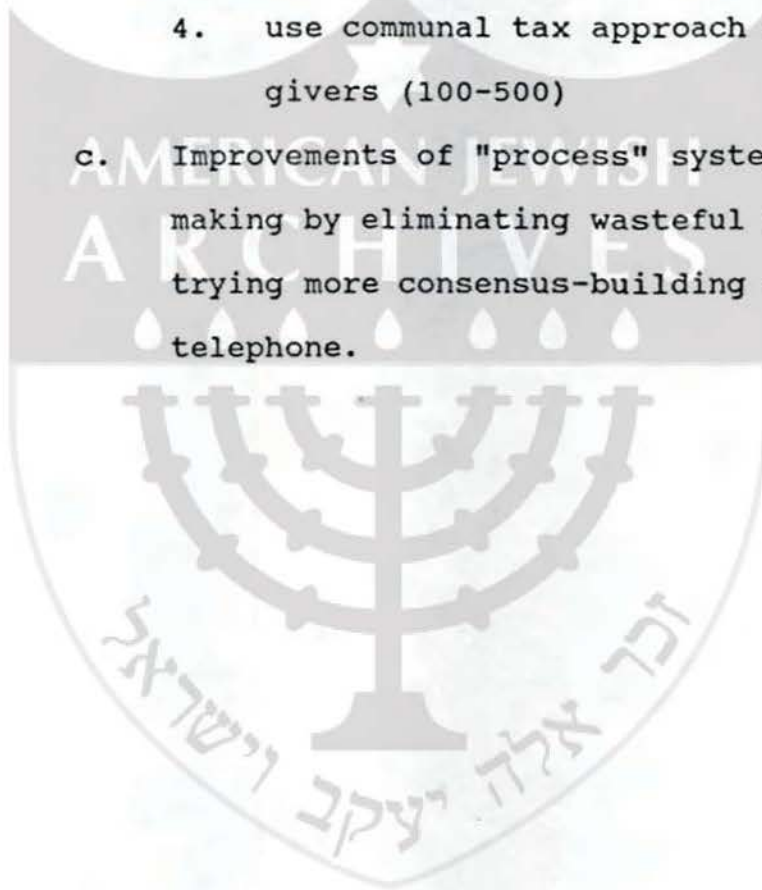 4. use communal tax approach
givers (100-500)
c. Improvements of "process" syste
making by eliminating wasteful
trying more consensus-building
telephone.
AMERICAN JEWISH
ARCHIVES
זכר אלה יעקב וישראל